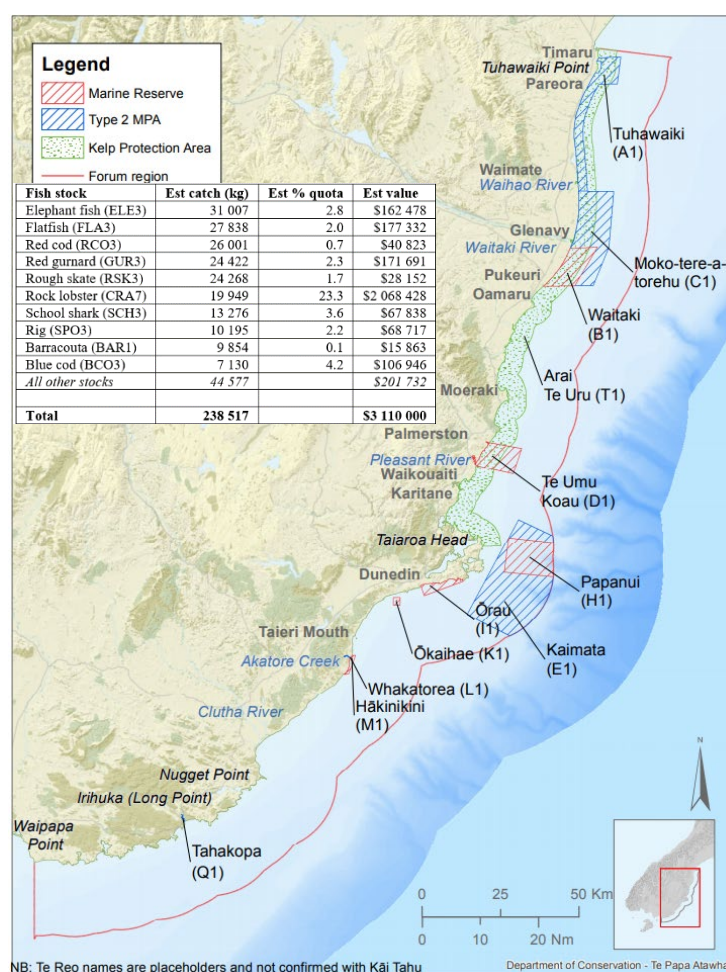 Legend
Marine Reserve
Type 2 MPA
Kelp Protection Area
Forum region
Fish stock Est catch (kg) Est % quota Est value
Elephant fish (ELE3) 31 007 2.8 $162 478
Flatfish (FLA3) 27 838 2.0 $177 332
Red cod (RCO3) 26 001 0.7 $40 823
Red gurnard (GUR3) 24 422 2.3 $171 691
Rough skate (RSK3) 24 268 1.7 $28 152
Rock lobster (CRA7) 19 949 23.3 $2 068 428
School shark (SCH3) 13 276 3.6 $67 838
Rig (SPO3) 10 195 2.2 $68 717
Barracouta (BAR1) 9 854 0.1 $15 863
Blue cod (BCO3) 7 130 4.2 $106 946
All other stocks 44 577 $201 732
Total 238 517 $3 110 000
Timaru
Tuhawaiki Point
Pareora
Tuhawaiki
(A1)
Waimate
Waihao River
Glenavy
Waitaki River
Moko-tere-a-
torehu (C1)
Pukeuri
Oamaru
Waitaki
(B1)
Arai
Te Uru (T1)
Moeraki
Palmerston
Pleasant River
Waikouaiti
Karitane
Te Umu
Koau (D1)
Taiaroa Head
Papanui
(H1)
Dunedin
Ōrau
(I1)
Taieri Mouth
Ōkaihae (K1)
Kaimata
(E1)
Akatore Creek
Whakatorea (L1)
Hākinikini
(M1)
Clutha River
Nugget Point
Irihuka (Long Point)
Waipapa
Point
Tahakopa
(Q1)
N
0 25 50 Km
0 10 20 Nm
NB: Te Reo names are placeholders and not confirmed with Kāi Tahu
Department of Conservation - Te Papa Atawha